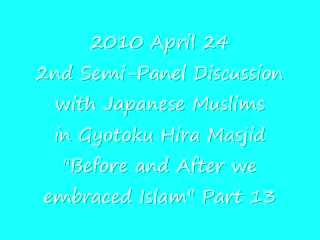 2010 April 24
2nd Semi-Panel Discussion
with Japanese Muslims
in Gyotoku Hira Masjid
"Before and After we
embraced Islam" Part 13